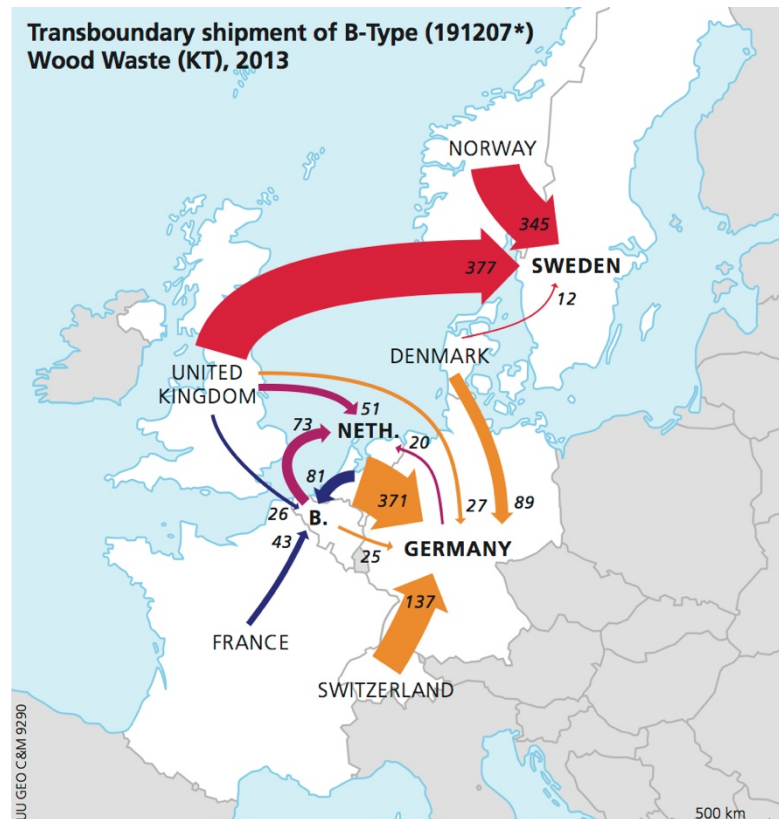 Transboundary shipment of B-Type (191207*)
Wood Waste (KT), 2013
NORWAY
345
377
SWEDEN
12
DENMARK
UNITED
KINGDOM
51
73
NETH.
20
81
371
27
89
26
B.
43
25
GERMANY
137
FRANCE
SWITZERLAND
UU GEO C&M 9290
500 km